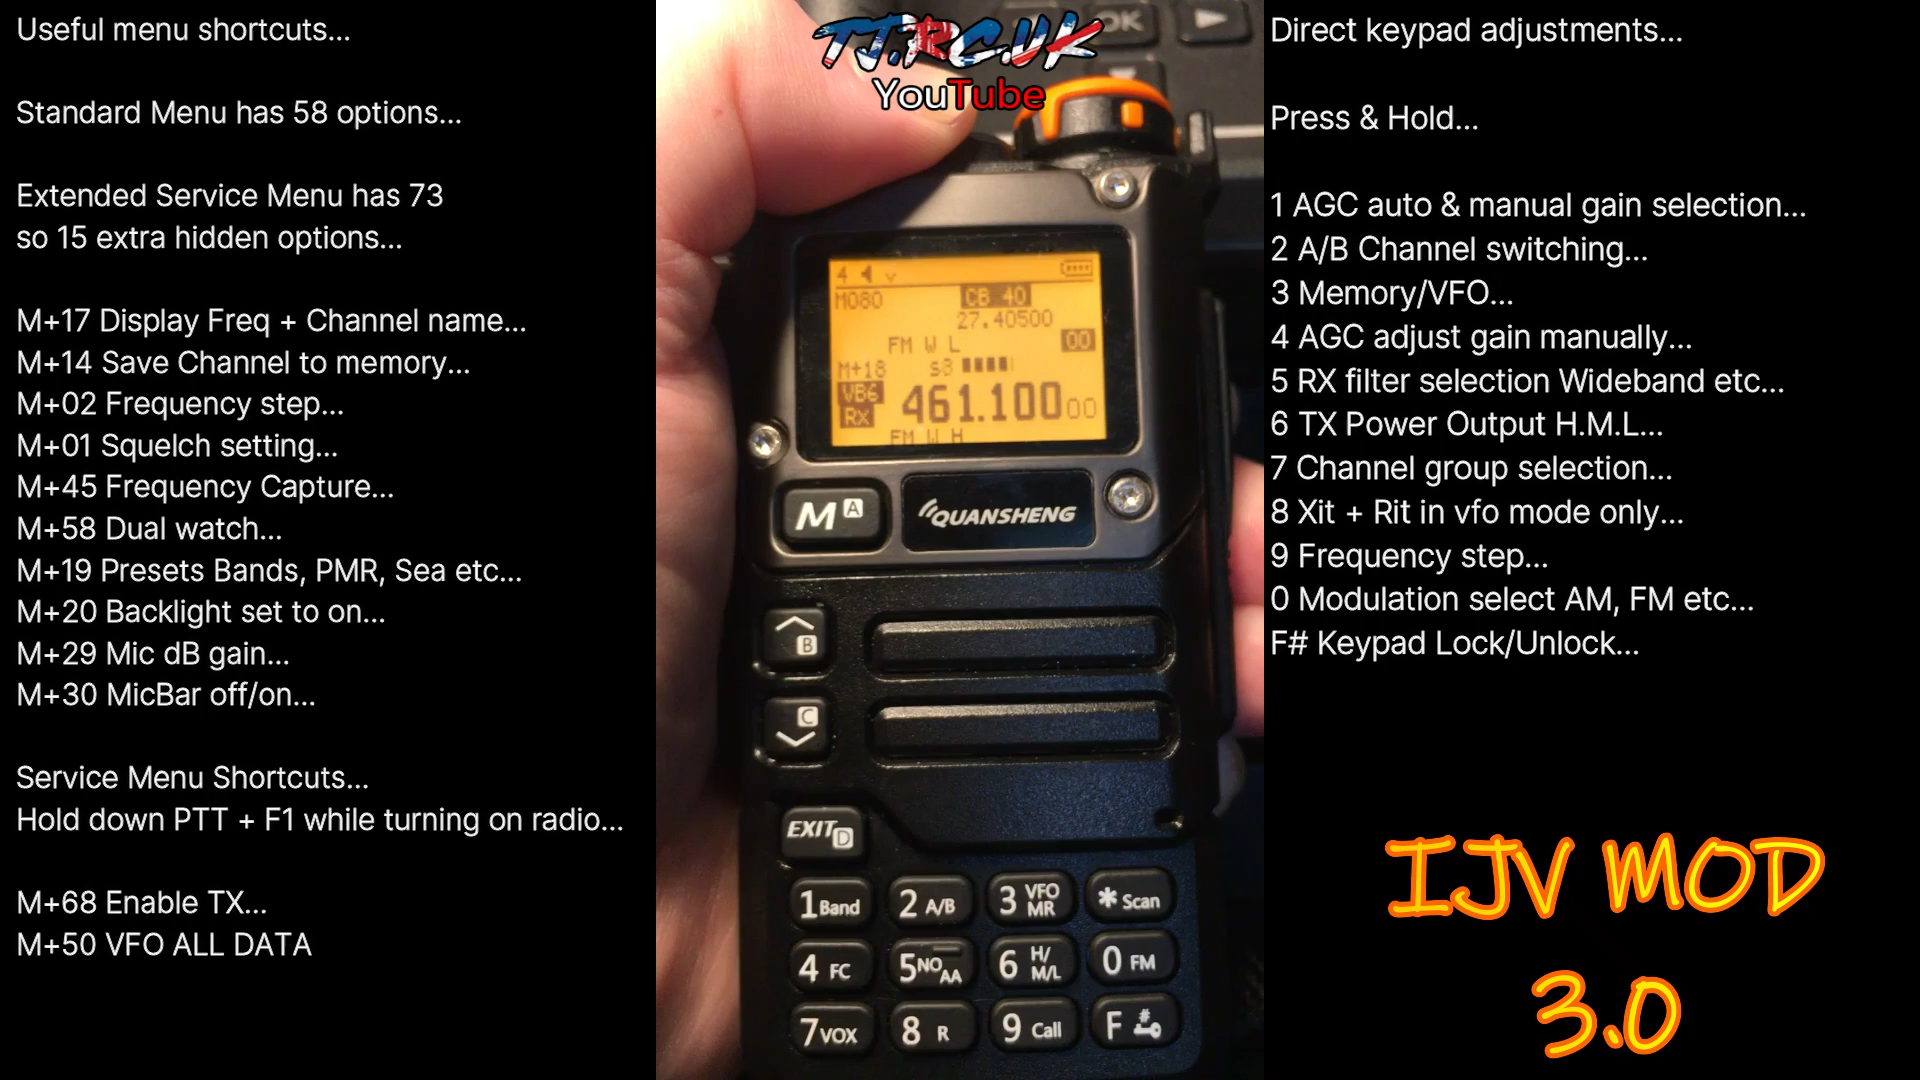 Useful menu shortcuts...
Standard Menu has 58 options...
Extended Service Menu has 73
so 15 extra hidden options...
M+17 Display Freq + Channel name...
M+14 Save Channel to memory...
M+02 Frequency step...
M+01 Squelch setting...
M+45 Frequency Capture...
M+58 Dual watch...
M+19 Presets Bands, PMR, Sea etc...
M+20 Backlight set to on...
M+29 Mic dB gain...
M+30 MicBar off/on...
Service Menu Shortcuts...
Hold down PTT + F1 while turning on radio...
M+68 Enable TX...
M+50 VFO ALL DATA
TJ.RC.UK
YouTube
OK
4
M080 CB 40
27.40500
FM W L 00
M+18 S8
VB6
RX 461.10000
FM W H
M A
QUANSHENG
B
C
EXIT D
1 Band 2 A/B 3 VFO MR * Scan
4 FC 5 NOAA 6 H/M/L 0 FM
7 VOX 8 R 9 Call F #
Direct keypad adjustments...
Press & Hold...
1 AGC auto & manual gain selection...
2 A/B Channel switching...
3 Memory/VFO...
4 AGC adjust gain manually...
5 RX filter selection Wideband etc...
6 TX Power Output H.M.L...
7 Channel group selection...
8 Xit + Rit in vfo mode only...
9 Frequency step...
0 Modulation select AM, FM etc...
F# Keypad Lock/Unlock...
IJV MOD
3.0